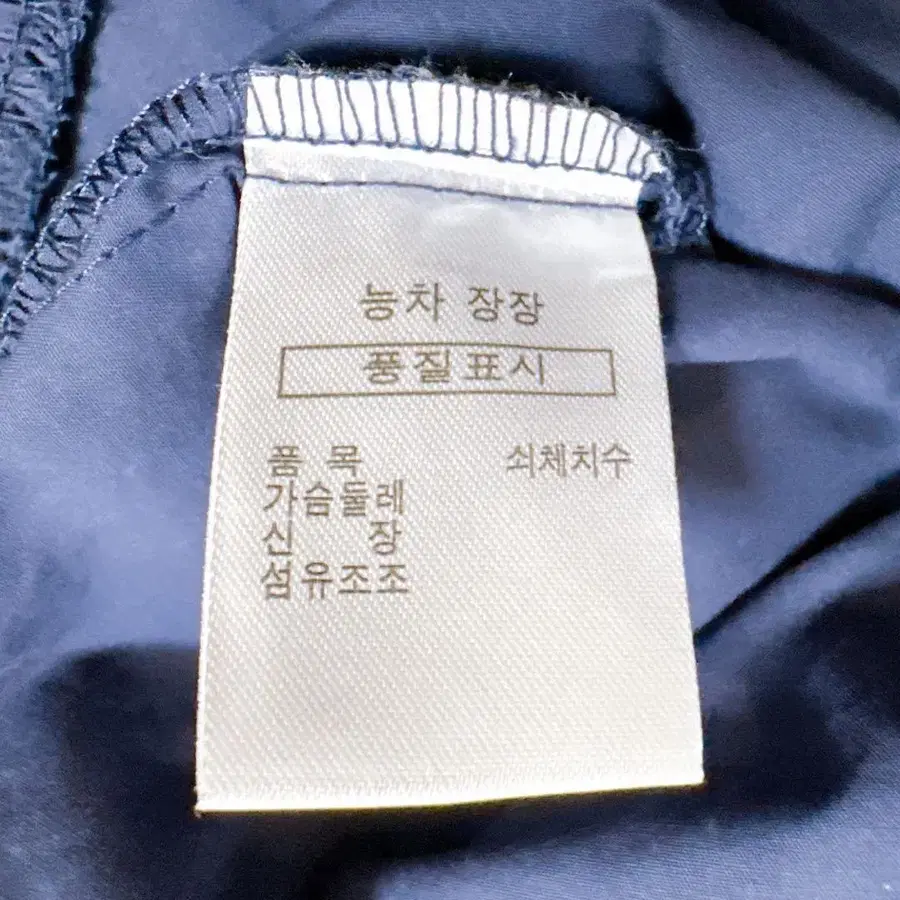 능차 장장
풍질표시
품 목 쇠체치수
가슴둘레
신 장
섬유조조